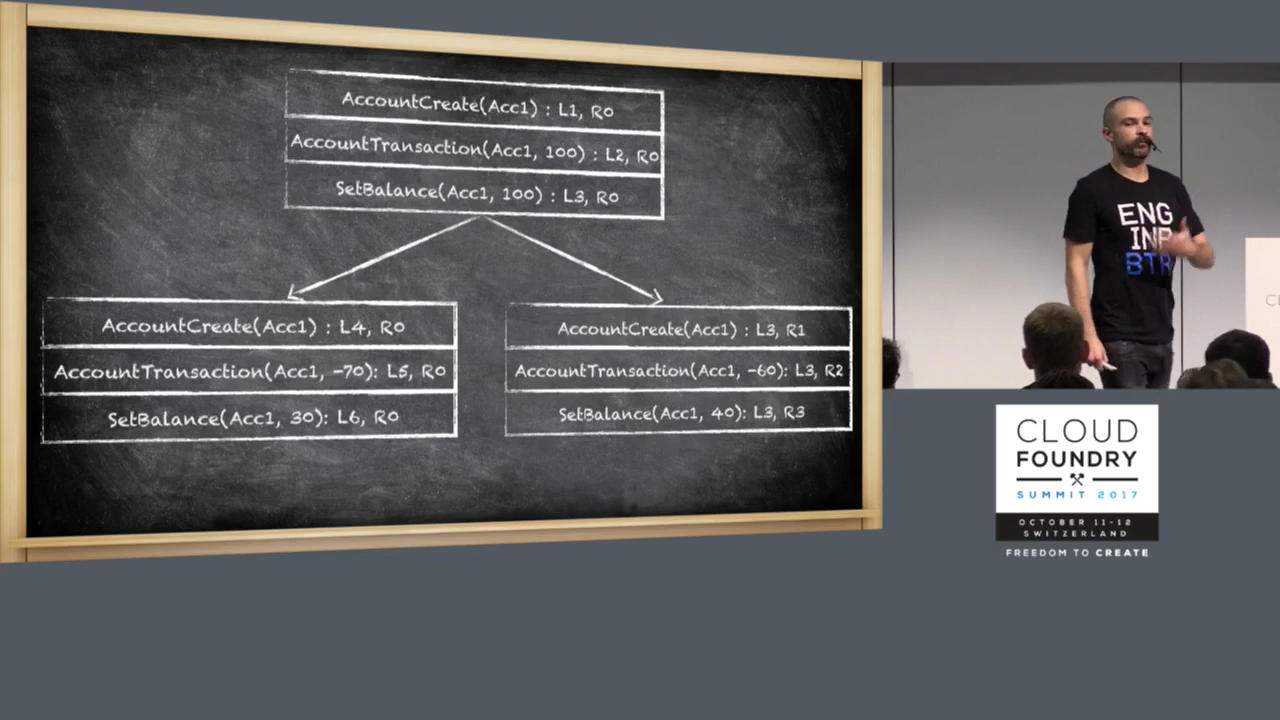 AccountCreate(Acc1) : L1, R0
AccountTransaction(Acc1, 100) : L2, R0
SetBalance(Acc1, 100) : L3, R0
AccountCreate(Acc1) : L4, R0
AccountTransaction(Acc1, -70): L5, R0
SetBalance(Acc1, 30): L6, R0
AccountCreate(Acc1) : L3, R1
AccountTransaction(Acc1, -60): L3, R2
SetBalance(Acc1, 40): L3, R3
ENG
BTR
CLOUD
FOUNDRY
SUMMIT 2017
OCTOBER 11-12
SWITZERLAND
FREEDOM TO CREATE